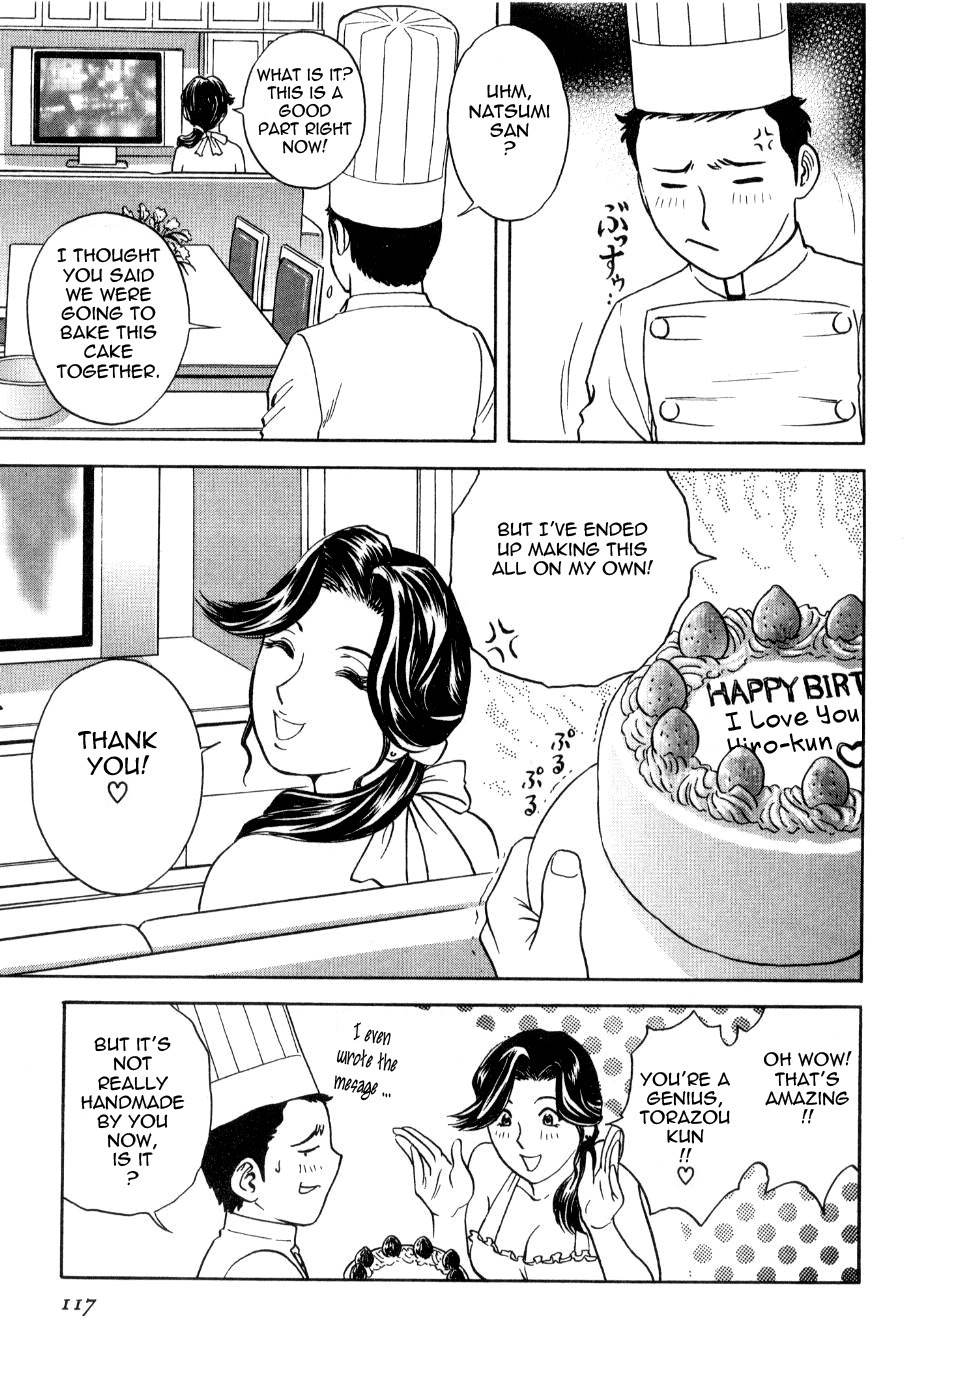 UHM,
NATSUMI
SAN
?
ぶっすぅ…
WHAT IS IT?
THIS IS A
GOOD
PART RIGHT
NOW!
I THOUGHT
YOU SAID
WE WERE
GOING TO
BAKE THIS
CAKE
TOGETHER.
BUT I'VE ENDED
UP MAKING THIS
ALL ON MY OWN!
HAPPY BIRT
I Love You
Hiro-kun ♡
ぷる
ぷる
THANK
YOU!
♡
OH WOW!
THAT'S
AMAZING
!!
YOU'RE A
GENIUS,
TORAZOU
KUN
!!
♡
I even
wrote the
mesage ...
BUT IT'S
NOT
REALLY
HANDMADE
BY YOU
NOW,
IS IT
?
117